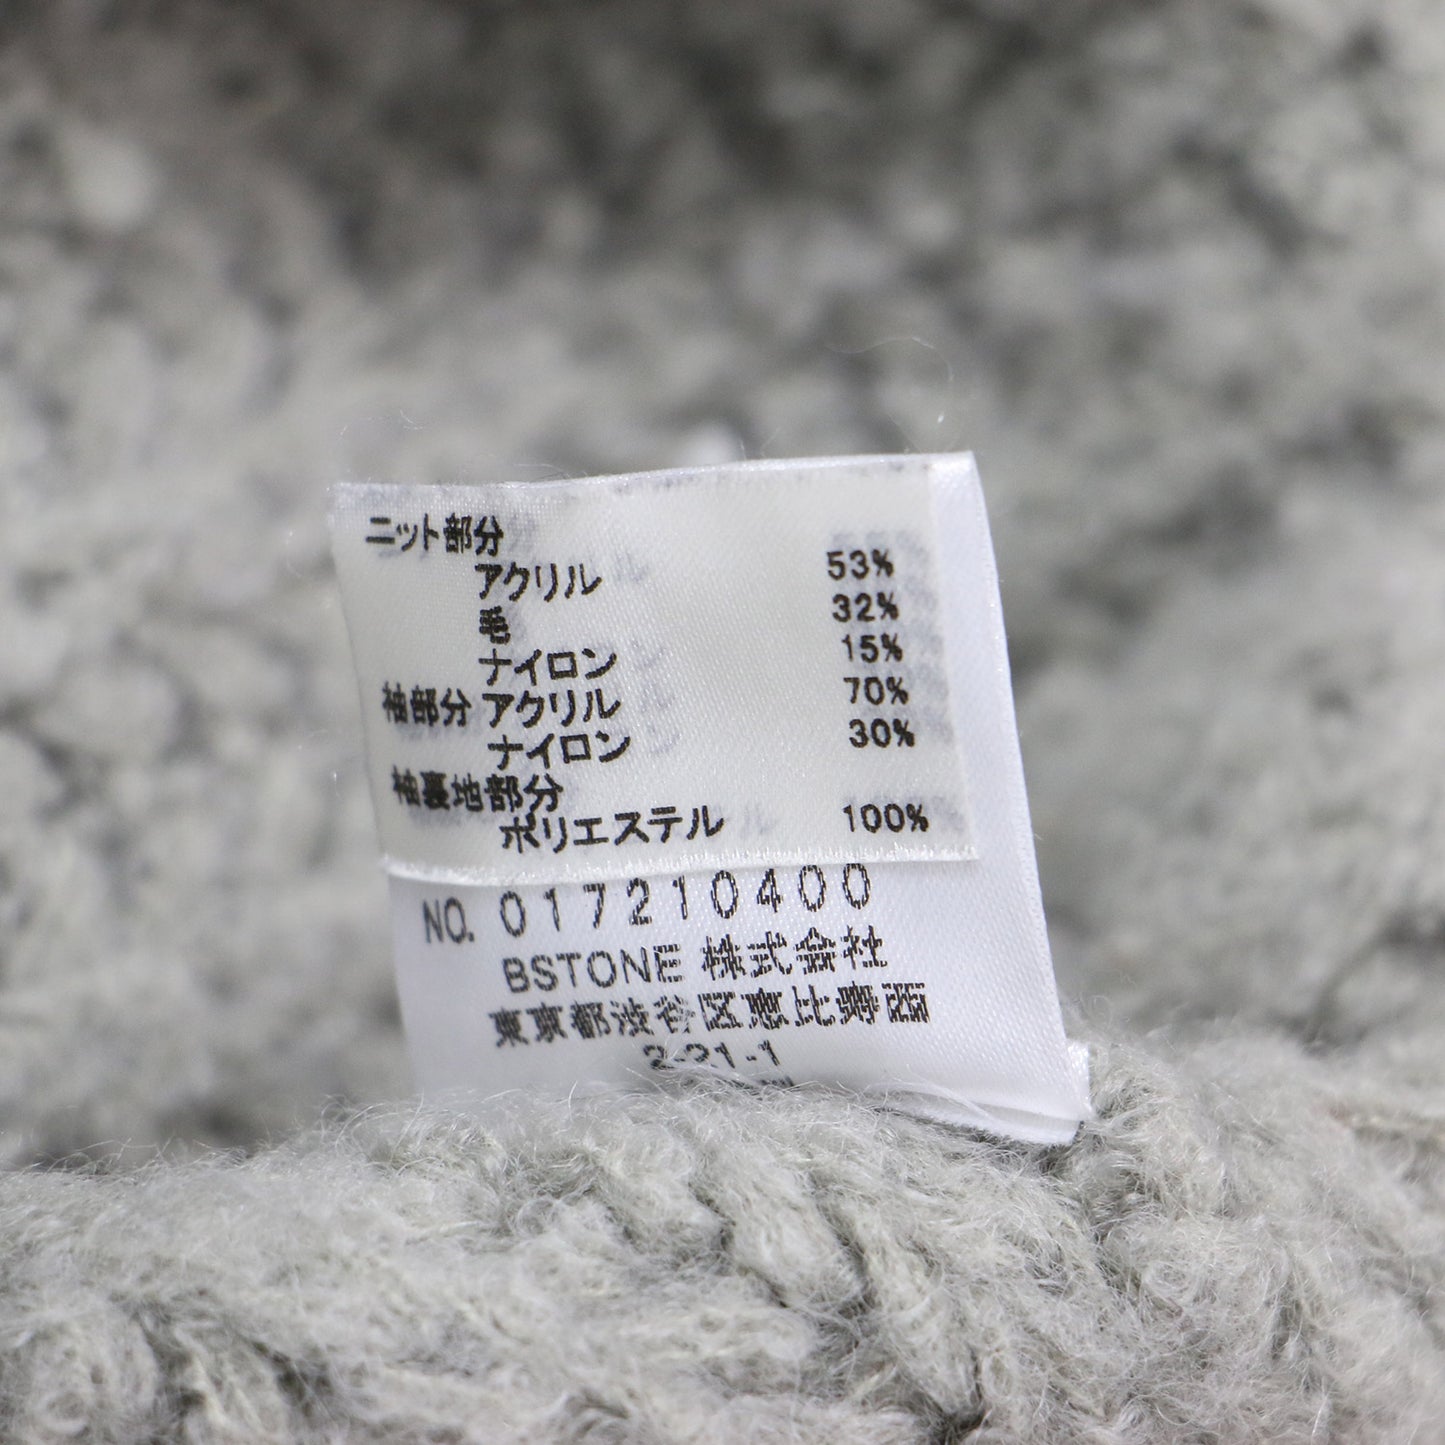 ニット部分
アクリル 53%
毛 32%
ナイロン 15%
袖部分 アクリル 70%
ナイロン 30%
袖裏地部分
ポリエステル 100%
NO. 017210400
BSTONE 株式会社
東京都渋谷区恵比寿西
2-21-1